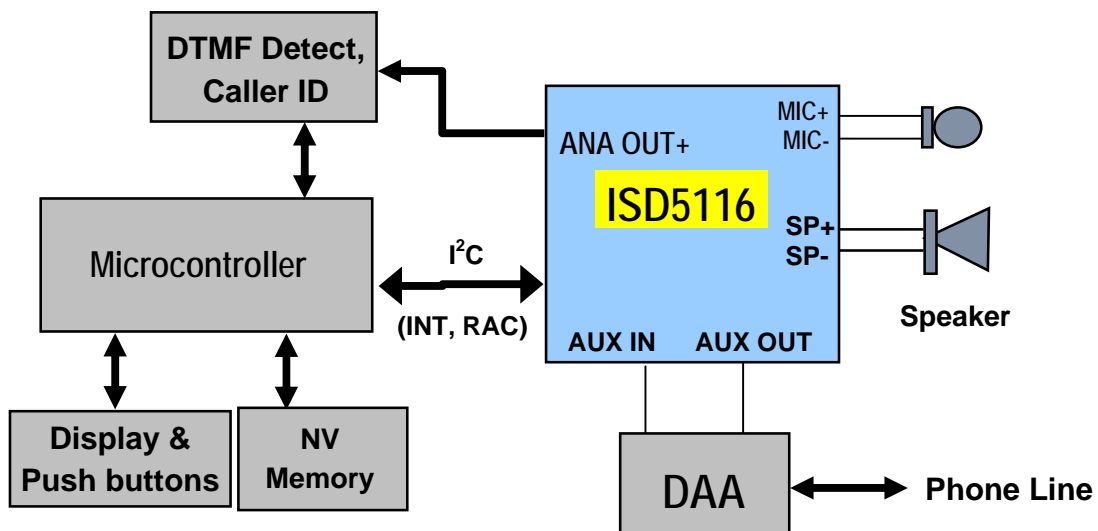 DTMF Detect,
Caller ID
MIC+
MIC-
ANA OUT+
ISD5116
SP+
SP-
Microcontroller
I²C
(INT, RAC)
Speaker
AUX IN
AUX OUT
Display &
Push buttons
NV
Memory
DAA
Phone Line